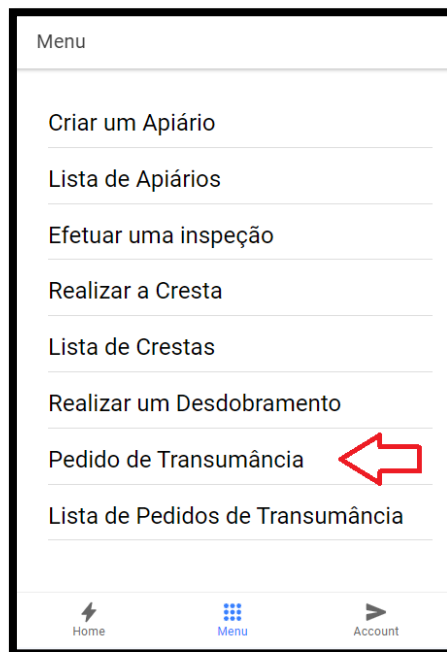 Menu
Criar um Apiário
Lista de Apiários
Efetuar uma inspeção
Realizar a Cresta
Lista de Crestas
Realizar um Desdobramento
Pedido de Transumância
Lista de Pedidos de Transumância
Home Menu Account